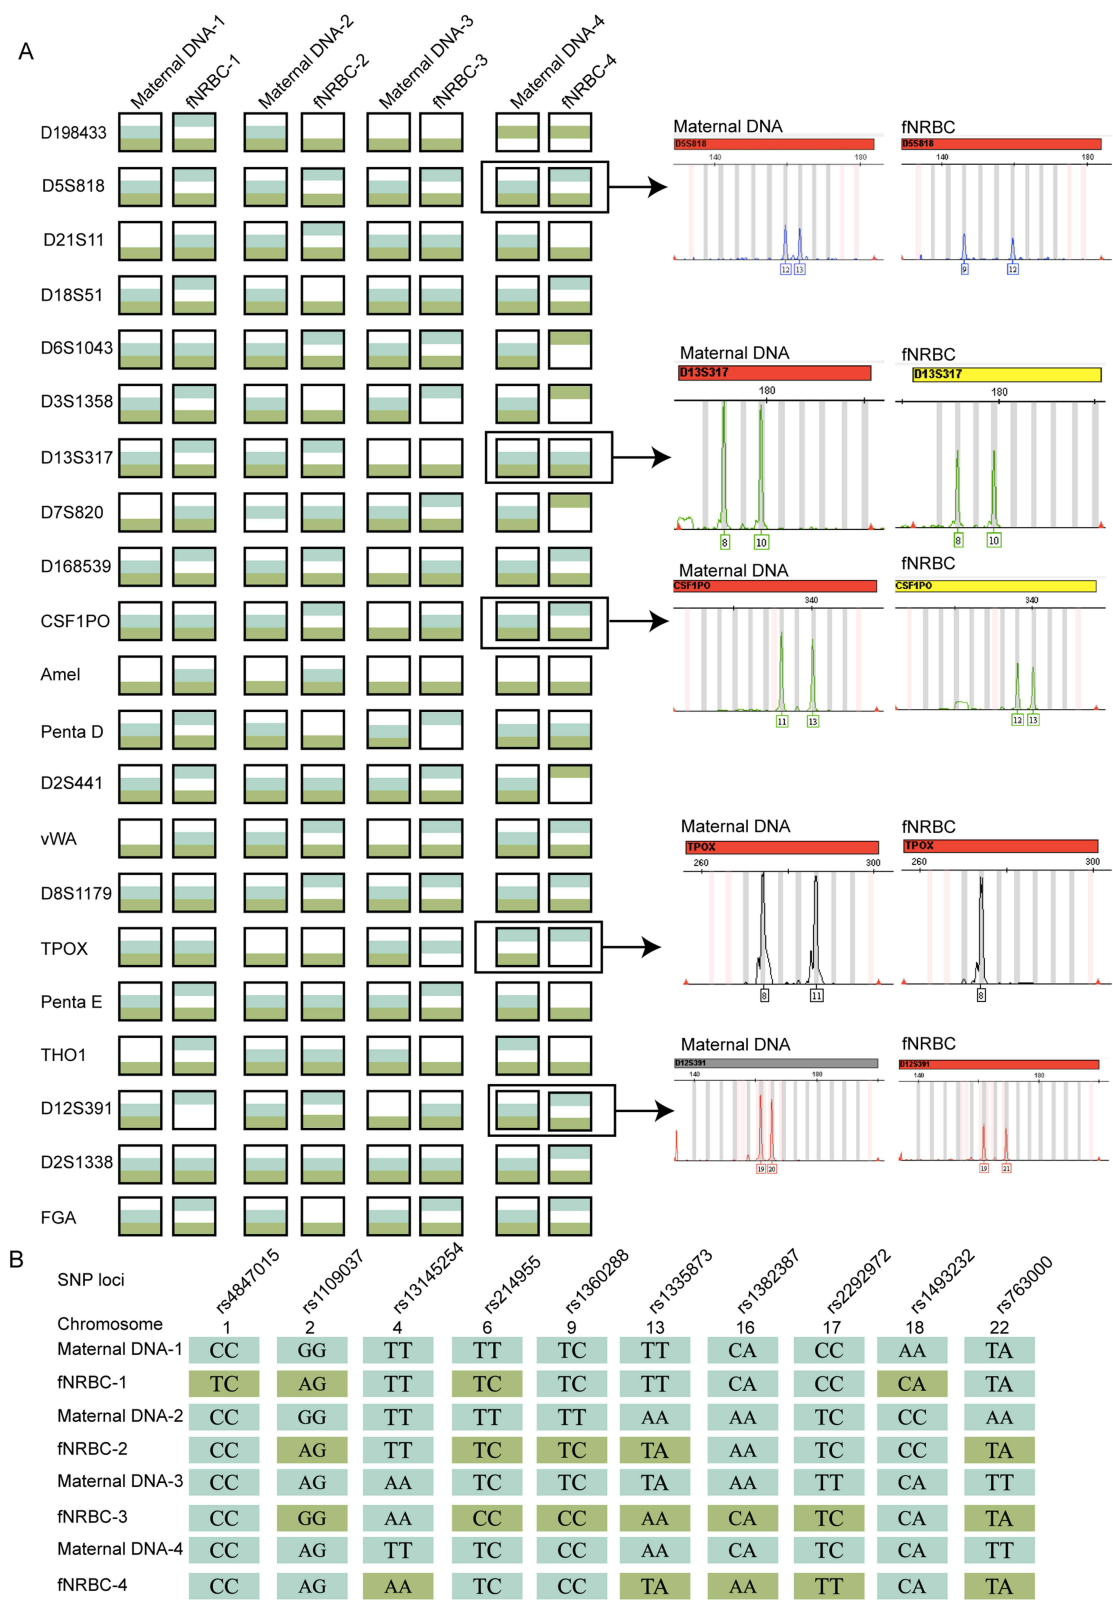 A
Maternal DNA-1 fNRBC-1 Maternal DNA-2 fNRBC-2 Maternal DNA-3 fNRBC-3 Maternal DNA-4 fNRBC-4
D198433
D5S818
D21S11
D18S51
D6S1043
D3S1358
D13S317
D7S820
D168539
CSF1PO
Amel
Penta D
D2S441
vWA
D8S1179
TPOX
Penta E
THO1
D12S391
D2S1338
FGA
Maternal DNA fNRBC
D5S818 D5S818
140 180 140 180
12 13 9 12
Maternal DNA fNRBC
D13S317 D13S317
180 180
8 10 8 10
Maternal DNA fNRBC
CSF1PO CSF1PO
340 340
11 13 12 13
Maternal DNA fNRBC
TPOX TPOX
260 300 260 300
8 11 8
Maternal DNA fNRBC
D12S391 D12S391
140 180 140 180
19 20 19 21
B
SNP loci rs4847015 rs1109037 rs13145254 rs214955 rs1360288 rs1335873 rs1382387 rs2292972 rs1493232 rs763000
Chromosome 1 2 4 6 9 13 16 17 18 22
Maternal DNA-1 CC GG TT TT TC TT CA CC AA TA
fNRBC-1 TC AG TT TC TC TT CA CC CA TA
Maternal DNA-2 CC GG TT TT TT AA AA TC CC AA
fNRBC-2 CC AG TT TC TC TA AA TC CC TA
Maternal DNA-3 CC AG AA TC TC TA AA TT CA TT
fNRBC-3 CC GG AA CC CC AA CA TC CA TA
Maternal DNA-4 CC AG TT TC CC AA CA TC CA TT
fNRBC-4 CC AG AA TC CC TA AA TT CA TA